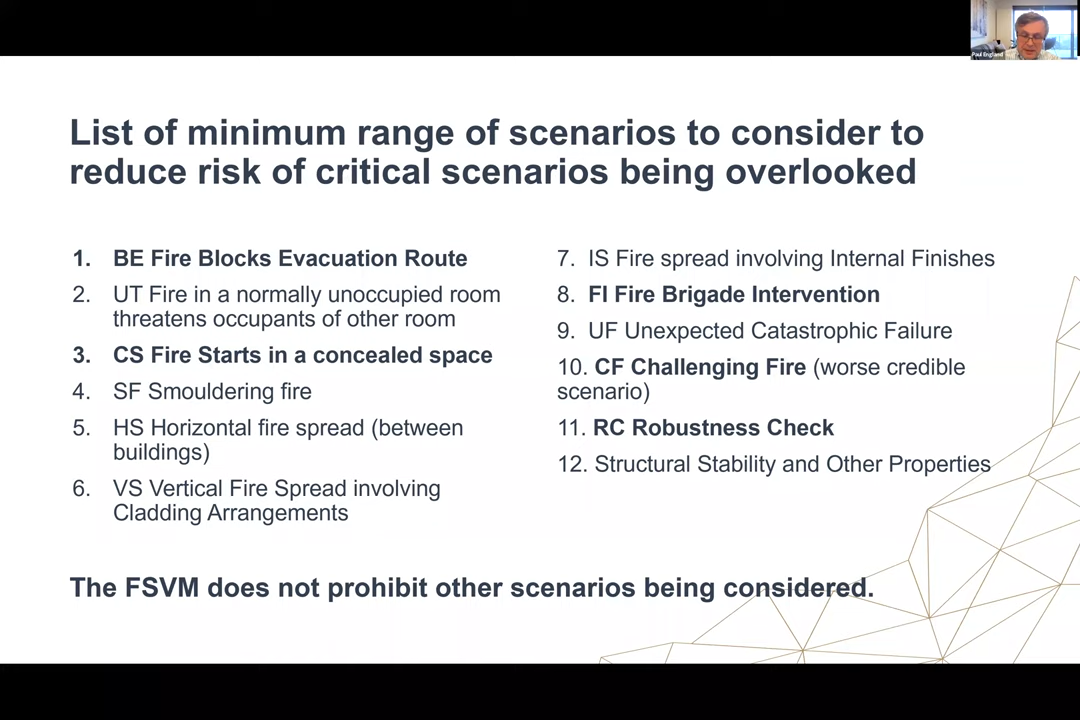 Paul England
List of minimum range of scenarios to consider to
reduce risk of critical scenarios being overlooked
1. BE Fire Blocks Evacuation Route
2. UT Fire in a normally unoccupied room
threatens occupants of other room
3. CS Fire Starts in a concealed space
4. SF Smouldering fire
5. HS Horizontal fire spread (between
buildings)
6. VS Vertical Fire Spread involving
Cladding Arrangements
7. IS Fire spread involving Internal Finishes
8. FI Fire Brigade Intervention
9. UF Unexpected Catastrophic Failure
10. CF Challenging Fire (worse credible
scenario)
11. RC Robustness Check
12. Structural Stability and Other Properties
The FSVM does not prohibit other scenarios being considered.